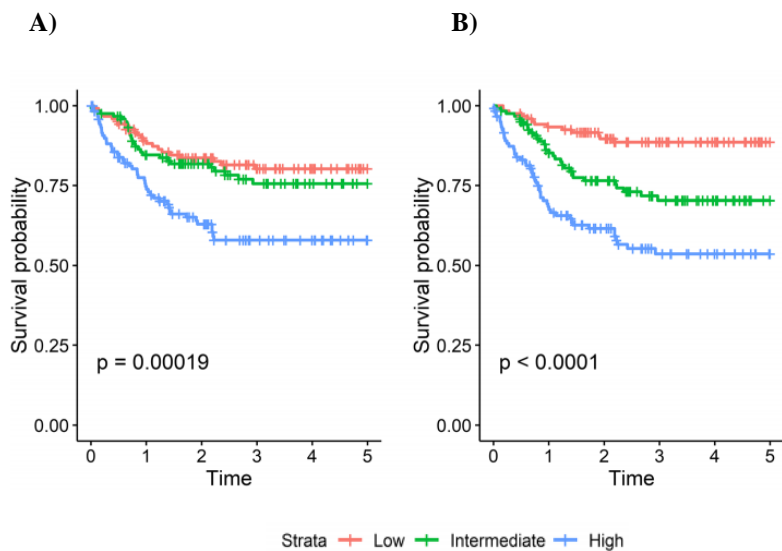 A)
B)
Survival probability
1.00
0.75
0.50
0.25
0.00
p = 0.00019
0 1 2 3 4 5
Time
Survival probability
1.00
0.75
0.50
0.25
0.00
p < 0.0001
0 1 2 3 4 5
Time
Strata Low Intermediate High